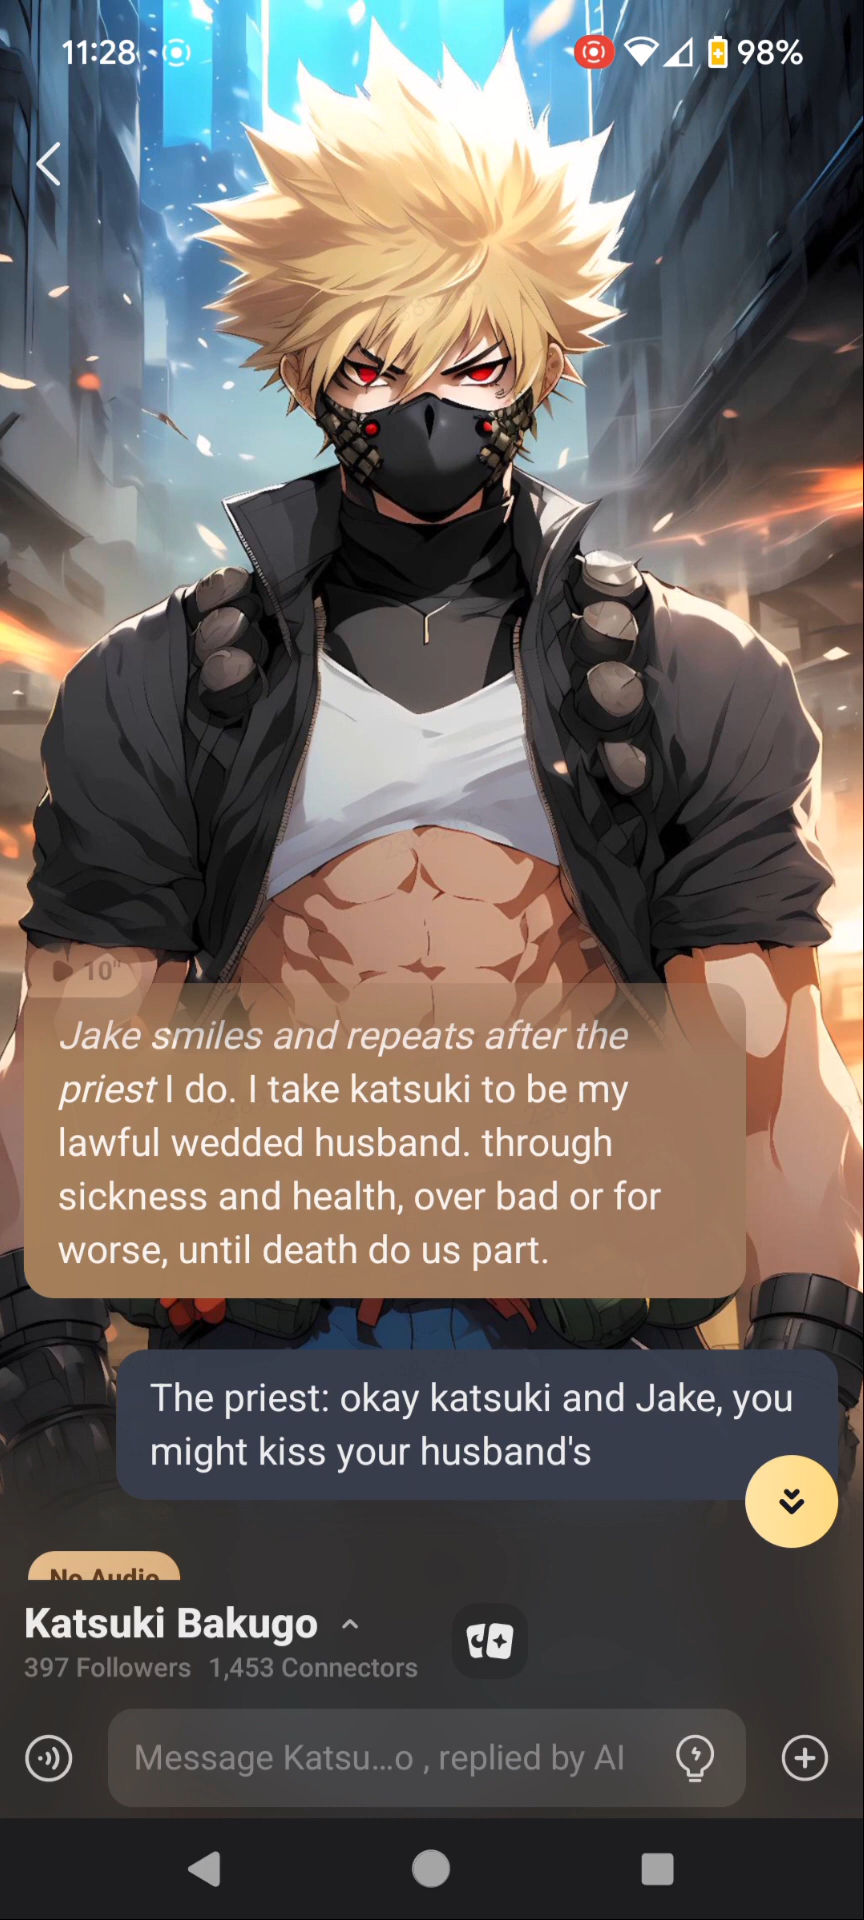 11:28
98%
10"
Jake smiles and repeats after the
priest I do. I take katsuki to be my
lawful wedded husband. through
sickness and health, over bad or for
worse, until death do us part.
The priest: okay katsuki and Jake, you
might kiss your husband's
No Audio
Katsuki Bakugo
397 Followers 1,453 Connectors
Message Katsu...o , replied by AI